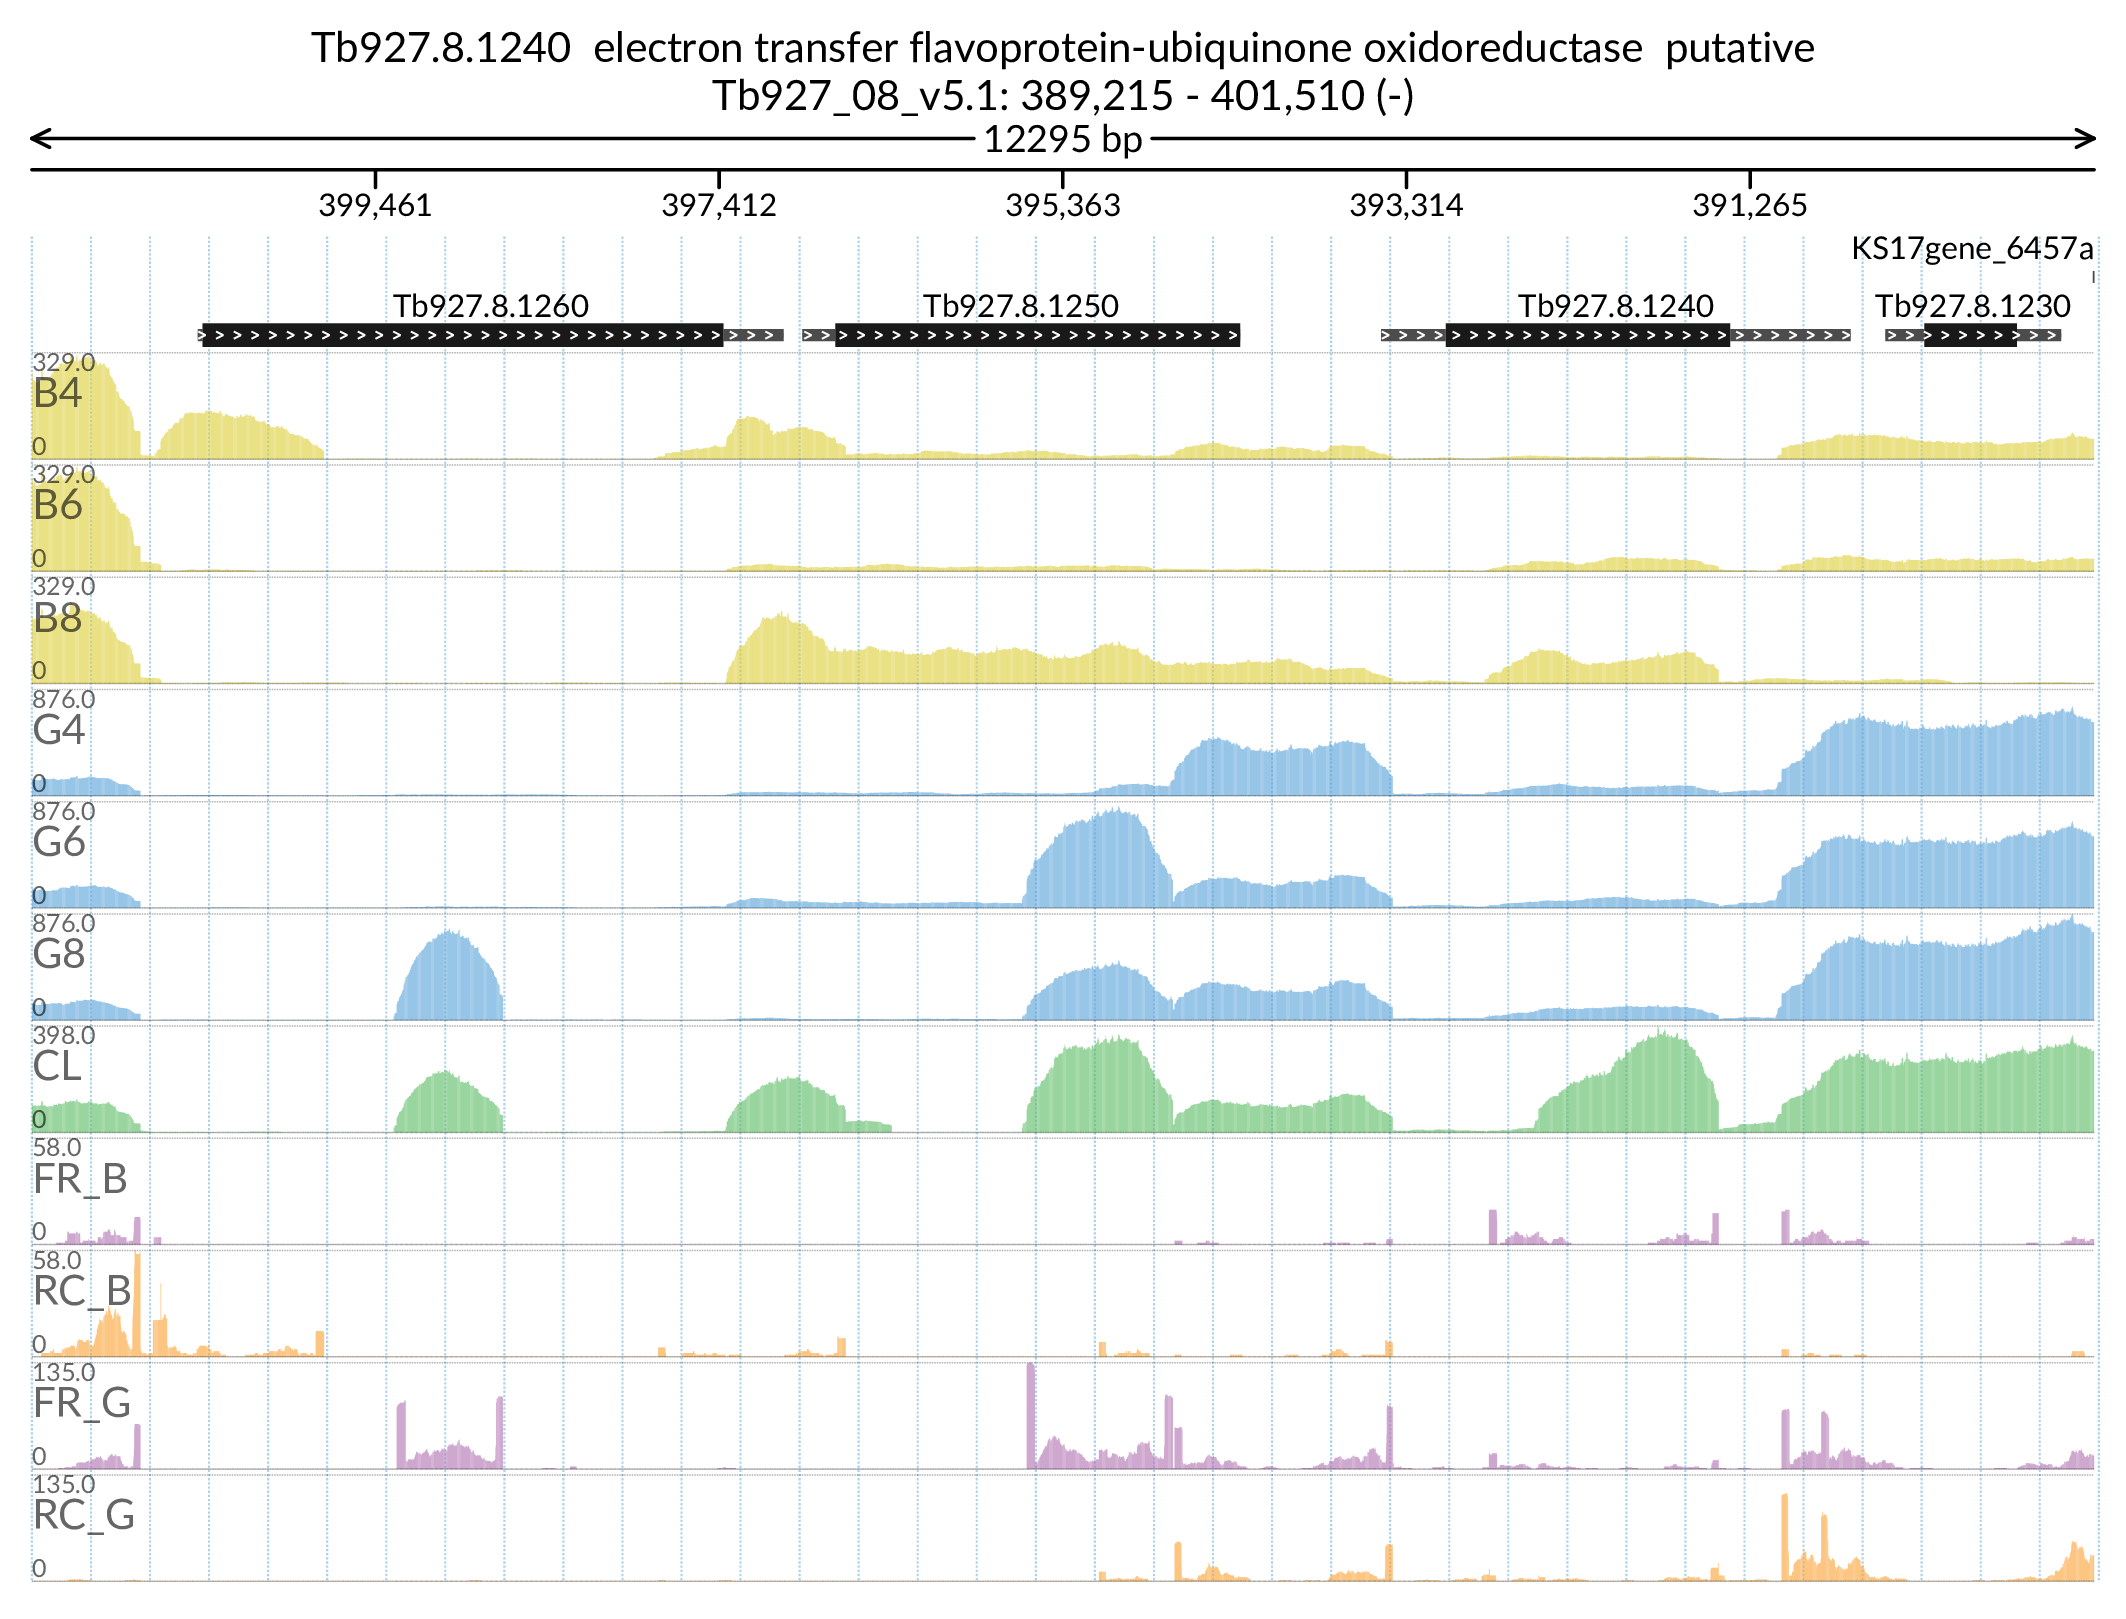 Tb927.8.1240  electron transfer flavoprotein-ubiquinone oxidoreductase  putative
Tb927_08_v5.1: 389,215 - 401,510 (-)
12295 bp
399,461 397,412 395,363 393,314 391,265
KS17gene_6457a
Tb927.8.1260 Tb927.8.1250 Tb927.8.1240 Tb927.8.1230
329.0
B4
0
329.0
B6
0
329.0
B8
0
876.0
G4
0
876.0
G6
0
876.0
G8
0
398.0
CL
0
58.0
FR_B
0
58.0
RC_B
0
135.0
FR_G
0
135.0
RC_G
0